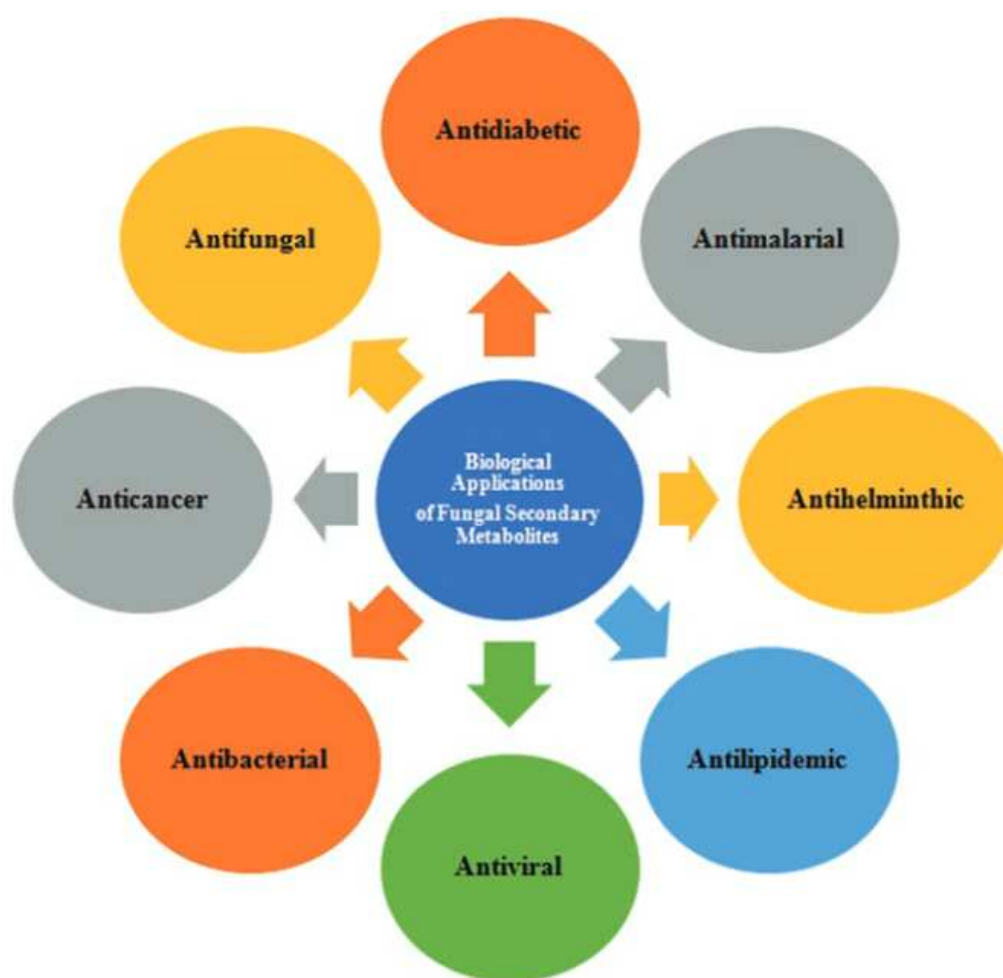 Antidiabetic
Antifungal
Antimalarial
Biological
Applications
of Fungal Secondary
Metabolites
Anticancer
Antihelminthic
Antibacterial
Antilipidemic
Antiviral